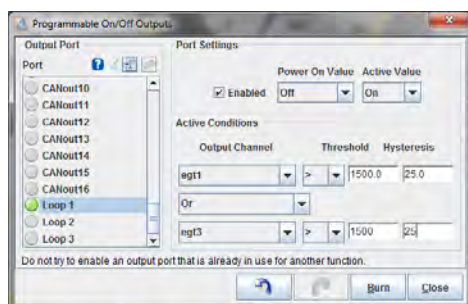 Programmable On/Off Outputs
Output Port
Port
CANout10
CANout11
CANout12
CANout13
CANout14
CANout15
CANout16
Loop 1
Loop 2
Loop 3
Port Settings
Power On Value Active Value
Enabled Off On
Active Conditions
Output Channel Threshold Hysteresis
egt1 > 1500.0 25.0
Or
egt3 > 1500 25
Do not try to enable an output port that is already in use for another function.
Burn Close